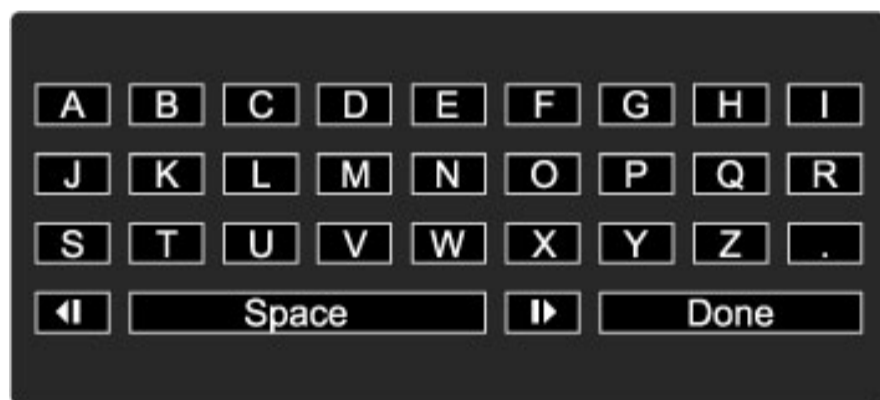 A B C D E F G H I
J K L M N O P Q R
S T U V W X Y Z .
Space Done